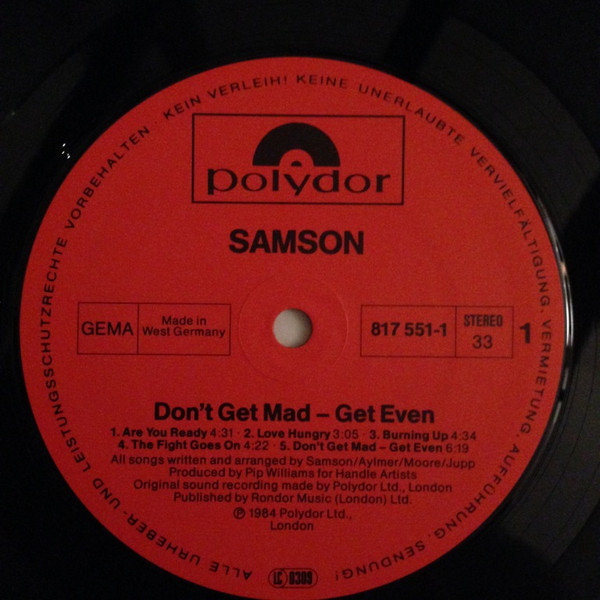 ALLE URHEBER- UND LEISTUNGSSCHUTZRECHTE VORBEHALTEN KEIN VERLEIH! KEINE UNERLAUBTE VERVIELFÄLTIGUNG, VERMIETUNG, AUFFÜHRUNG, SENDUNG!
polydor
SAMSON
GEMA
Made in
West Germany
817 551-1
STEREO
33
1
Don't Get Mad – Get Even
1. Are You Ready 4:31 · 2. Love Hungry 3:05 · 3. Burning Up 4:34
4. The Fight Goes On 4:22 · 5. Don't Get Mad – Get Even 6:19
All songs written and arranged by Samson/Aylmer/Moore/Jupp
Produced by Pip Williams for Handle Artists
Original sound recording made by Polydor Ltd., London
Published by Rondor Music (London) Ltd.
℗ 1984 Polydor Ltd.,
London
LC 0309